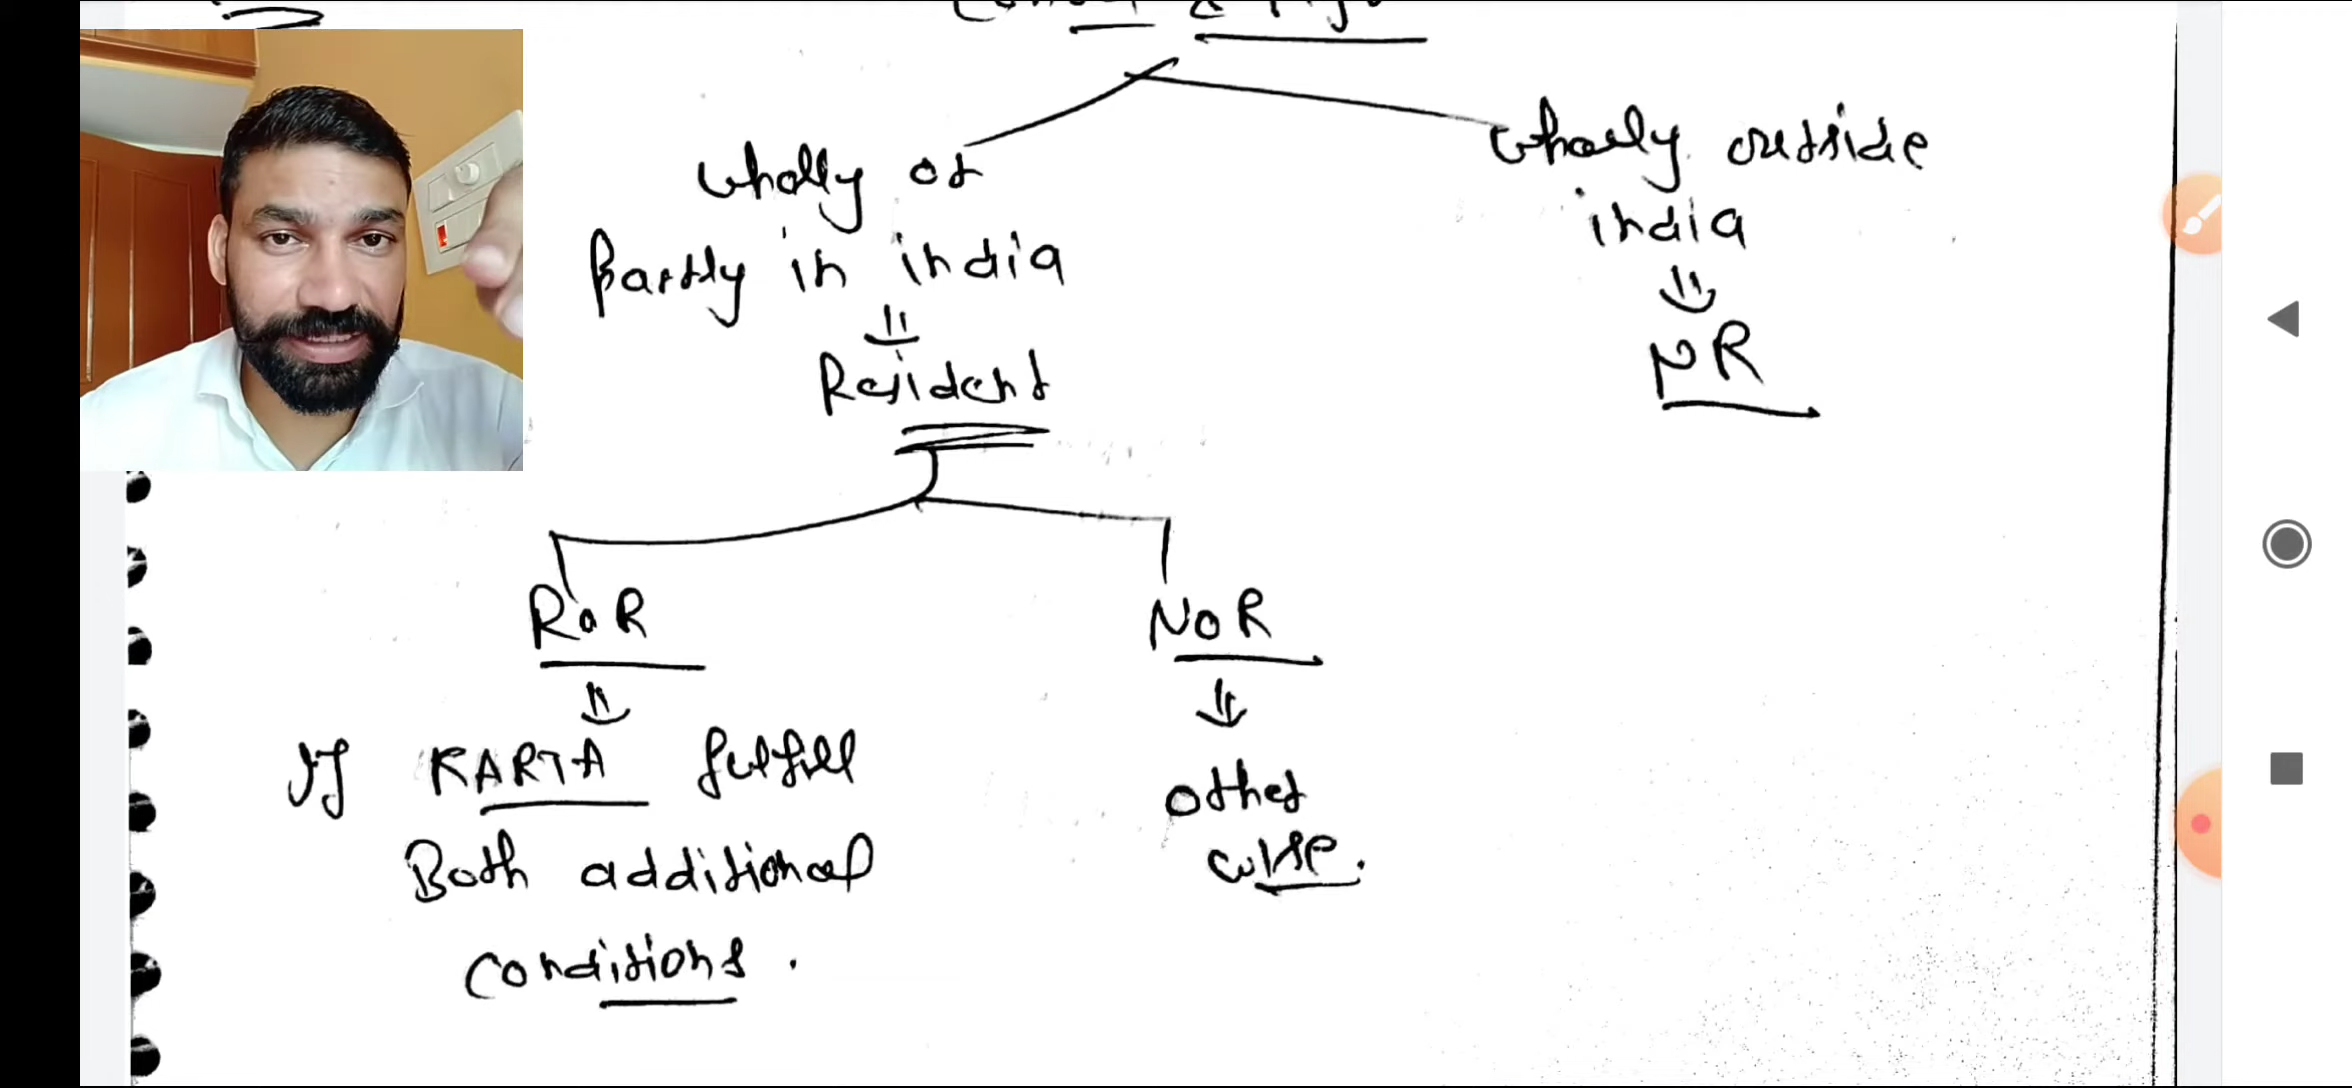 wholly or
Partly in india
Resident
wholly outside
india
NR
RoR
NoR
If KARTA fulfill
Both additional
conditions.
other
wise.